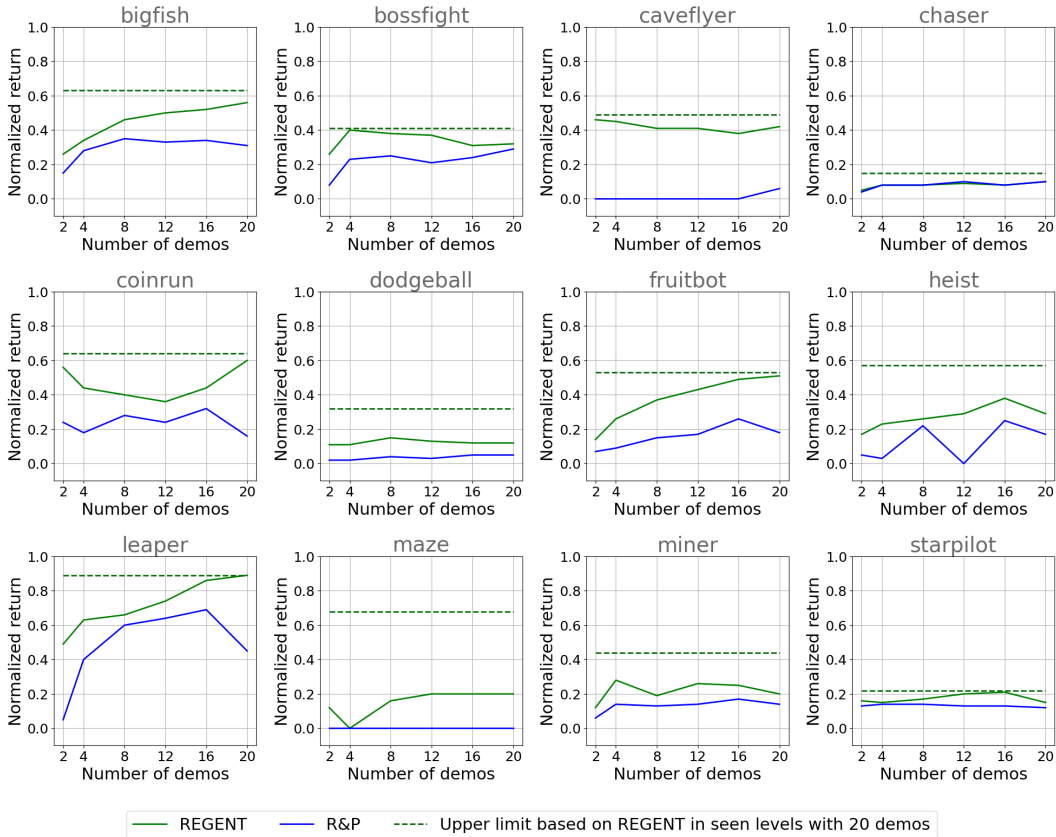 bigfish
bossfight
caveflyer
chaser
Normalized return
1.0
0.8
0.6
0.4
0.2
0.0
2 4 8 12 16 20
Number of demos
Normalized return
1.0
0.8
0.6
0.4
0.2
0.0
2 4 8 12 16 20
Number of demos
Normalized return
1.0
0.8
0.6
0.4
0.2
0.0
2 4 8 12 16 20
Number of demos
Normalized return
1.0
0.8
0.6
0.4
0.2
0.0
2 4 8 12 16 20
Number of demos
coinrun
dodgeball
fruitbot
heist
Normalized return
1.0
0.8
0.6
0.4
0.2
0.0
2 4 8 12 16 20
Number of demos
Normalized return
1.0
0.8
0.6
0.4
0.2
0.0
2 4 8 12 16 20
Number of demos
Normalized return
1.0
0.8
0.6
0.4
0.2
0.0
2 4 8 12 16 20
Number of demos
Normalized return
1.0
0.8
0.6
0.4
0.2
0.0
2 4 8 12 16 20
Number of demos
leaper
maze
miner
starpilot
Normalized return
1.0
0.8
0.6
0.4
0.2
0.0
2 4 8 12 16 20
Number of demos
Normalized return
1.0
0.8
0.6
0.4
0.2
0.0
2 4 8 12 16 20
Number of demos
Normalized return
1.0
0.8
0.6
0.4
0.2
0.0
2 4 8 12 16 20
Number of demos
Normalized return
1.0
0.8
0.6
0.4
0.2
0.0
2 4 8 12 16 20
Number of demos
REGENT R&P Upper limit based on REGENT in seen levels with 20 demos